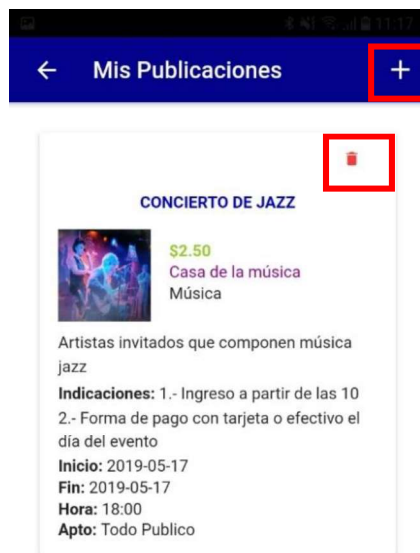 11:17
Mis Publicaciones
CONCIERTO DE JAZZ
$2.50
Casa de la música
Música
Artistas invitados que componen música
jazz
Indicaciones: 1.- Ingreso a partir de las 10
2.- Forma de pago con tarjeta o efectivo el
día del evento
Inicio: 2019-05-17
Fin: 2019-05-17
Hora: 18:00
Apto: Todo Publico